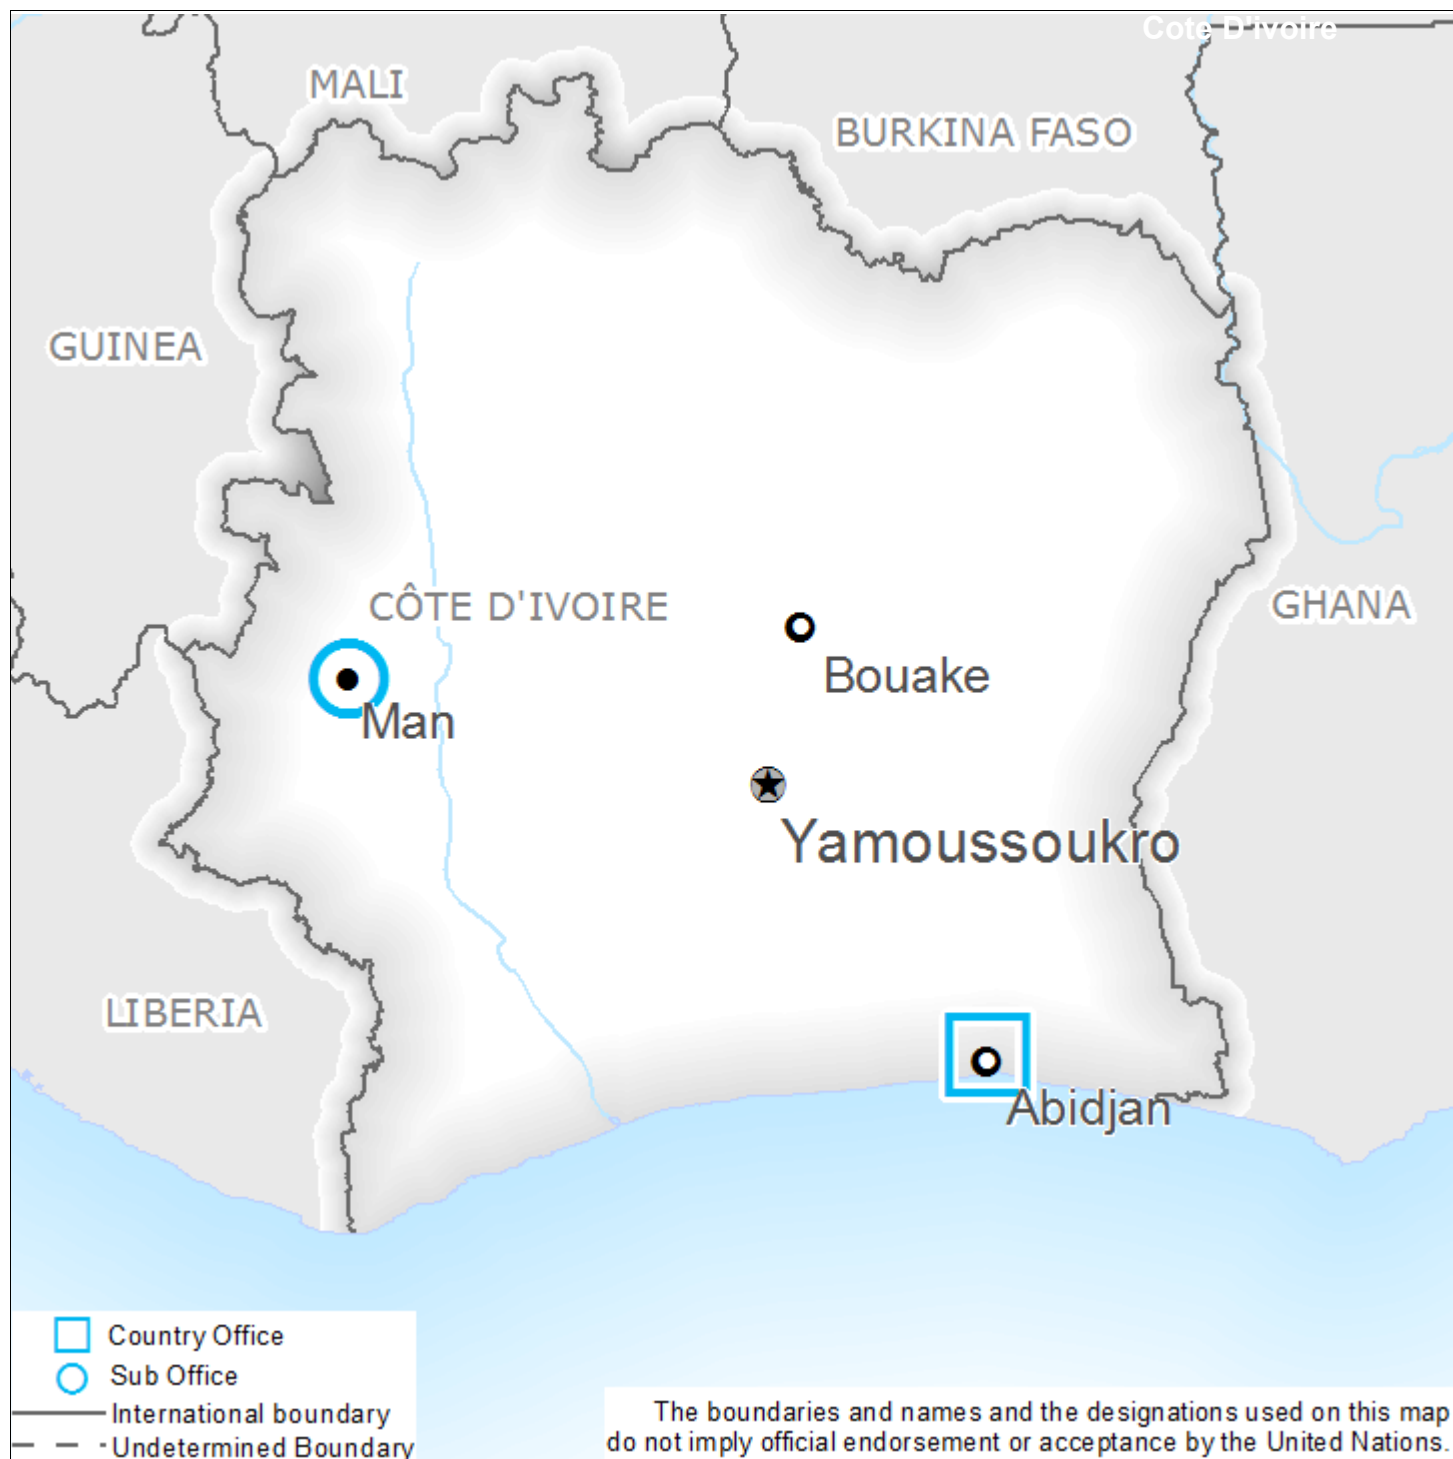 Cote D'ivoire
MALI
BURKINA FASO
GUINEA
CÔTE D'IVOIRE
GHANA
Bouake
Man
Yamoussoukro
LIBERIA
Abidjan
Country Office
Sub Office
International boundary
Undetermined Boundary
The boundaries and names and the designations used on this map
do not imply official endorsement or acceptance by the United Nations.